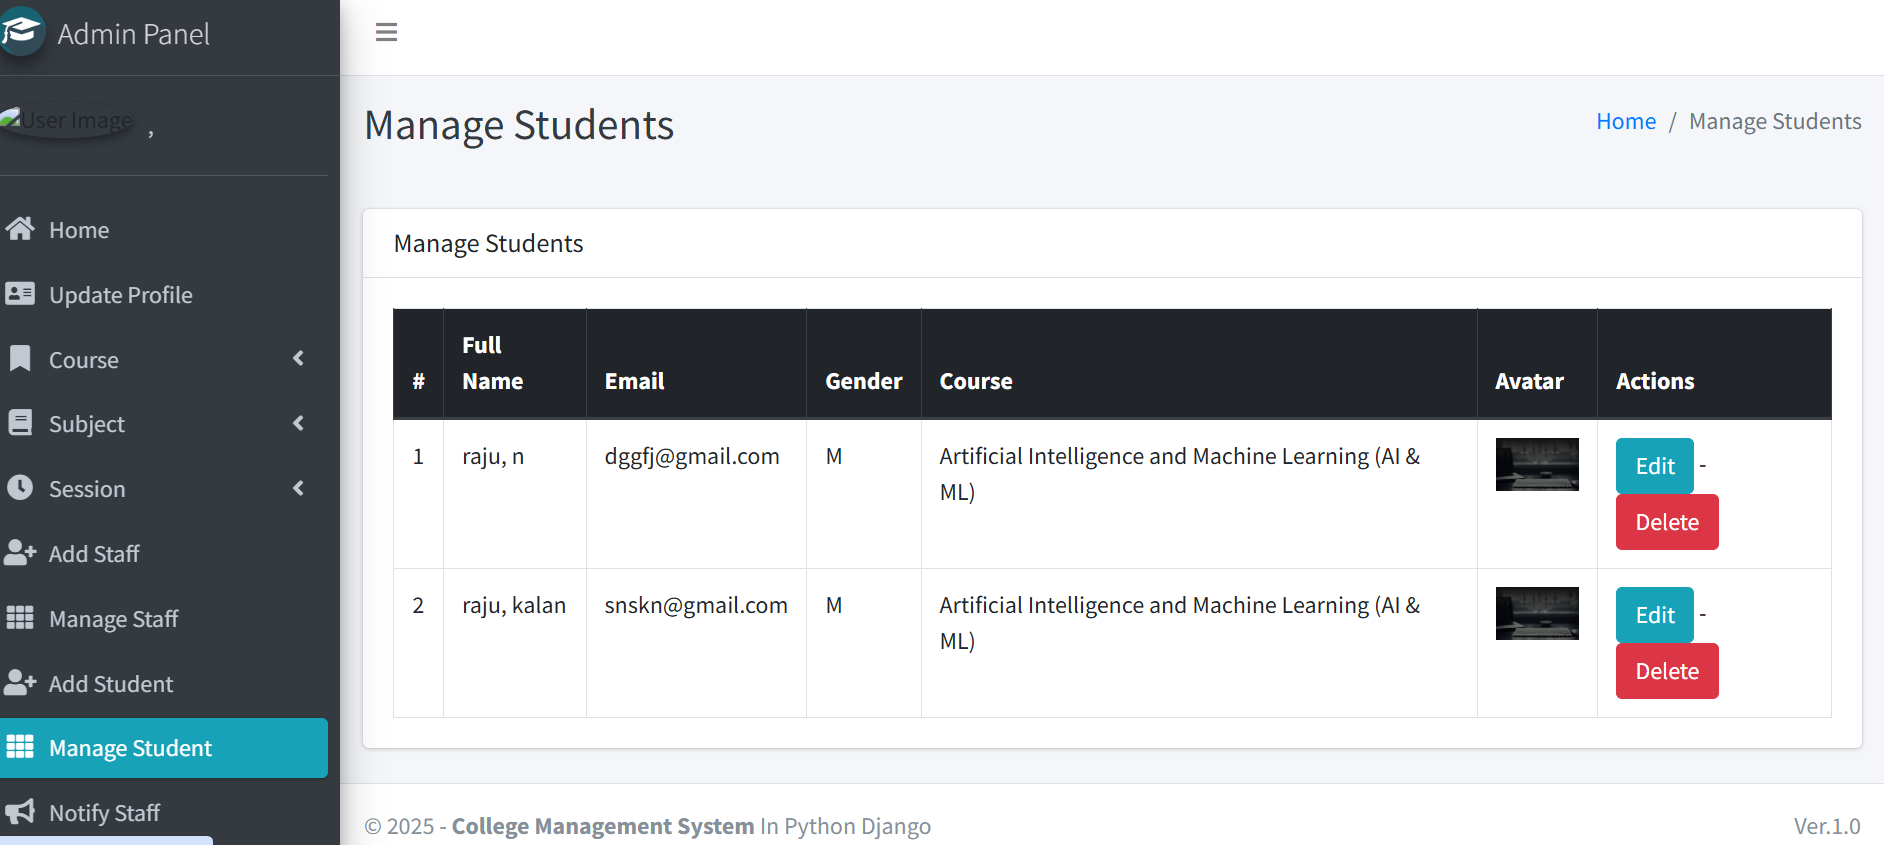 Admin Panel
User Image ,
Home
Update Profile
Course
Subject
Session
Add Staff
Manage Staff
Add Student
Manage Student
Notify Staff
Manage Students
Home / Manage Students
Manage Students
# Full Name Email Gender Course Avatar Actions
1 raju, n dggfj@gmail.com M Artificial Intelligence and Machine Learning (AI &
ML)
Edit -
Delete
2 raju, kalan snskn@gmail.com M Artificial Intelligence and Machine Learning (AI &
ML)
Edit -
Delete
© 2025 - College Management System In Python Django
Ver.1.0